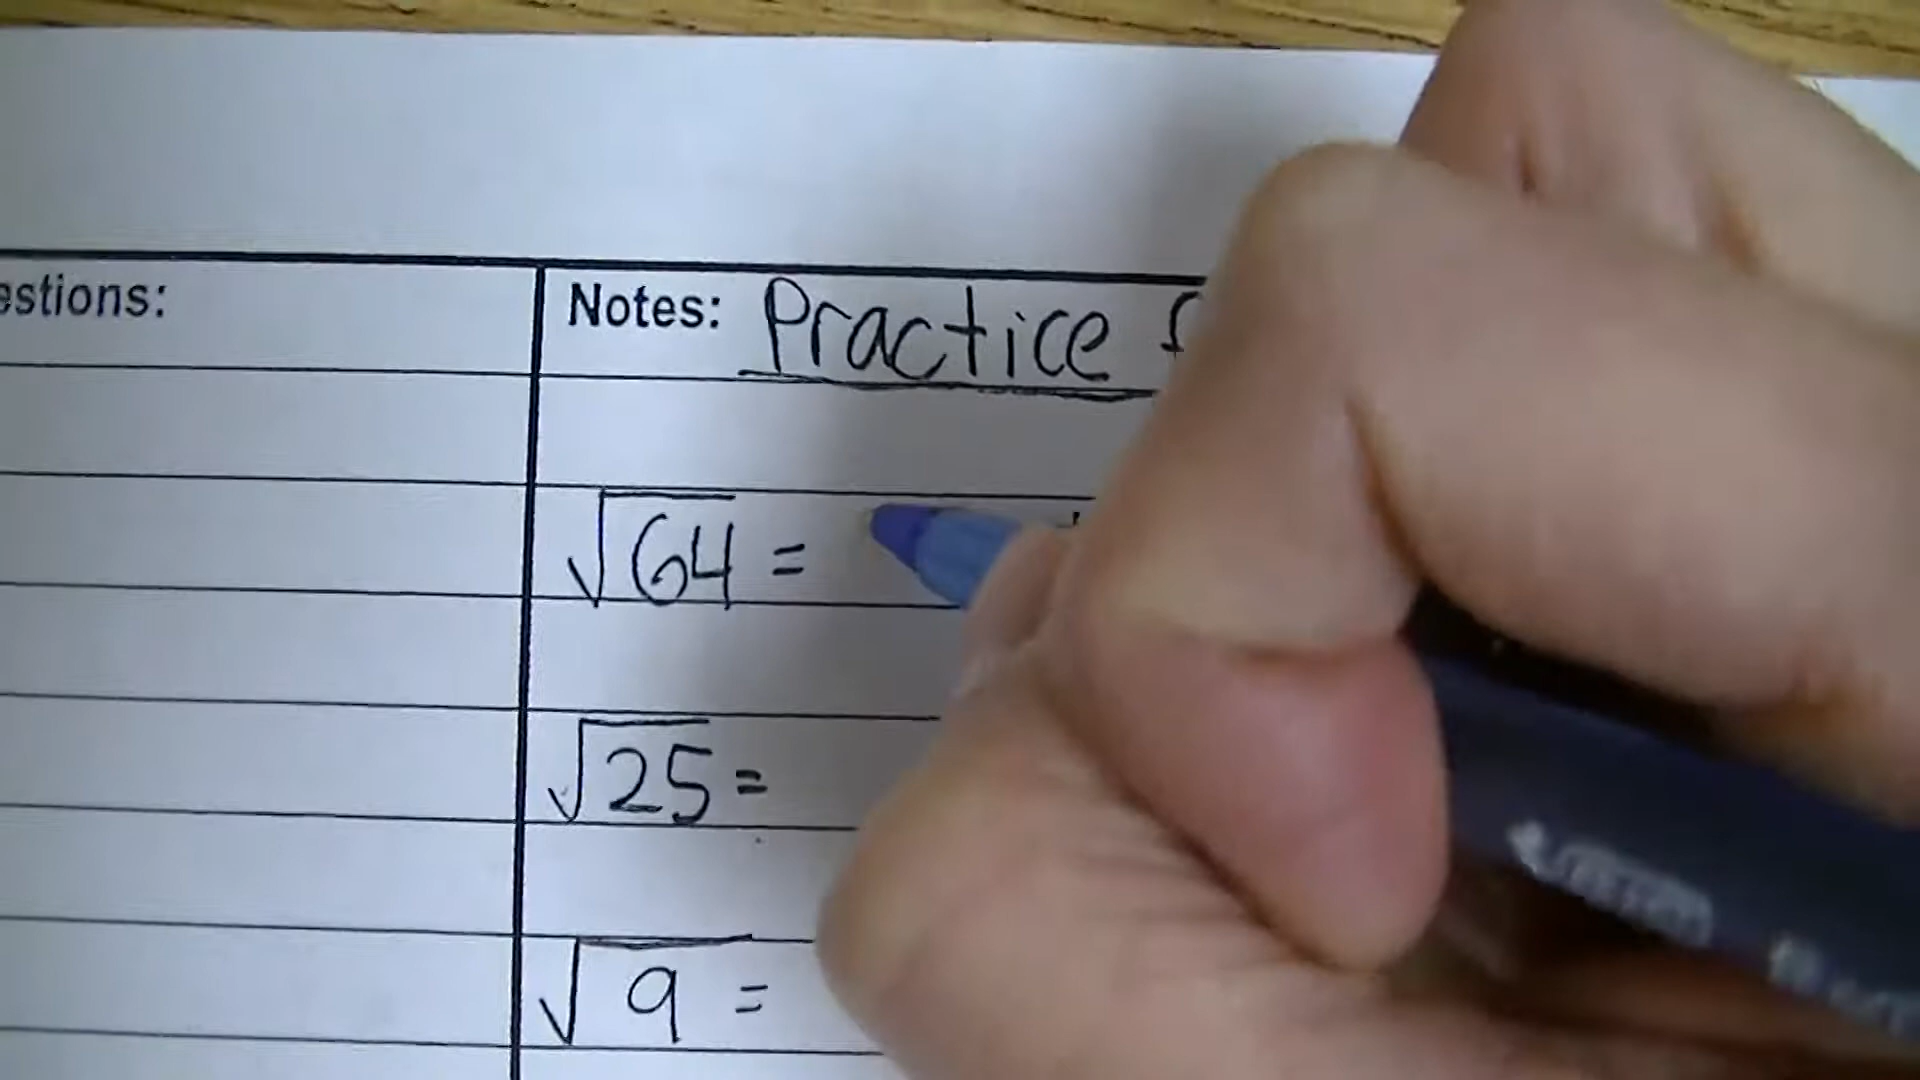 estions:
Notes: Practice
√64 =
√25 =
√9 =